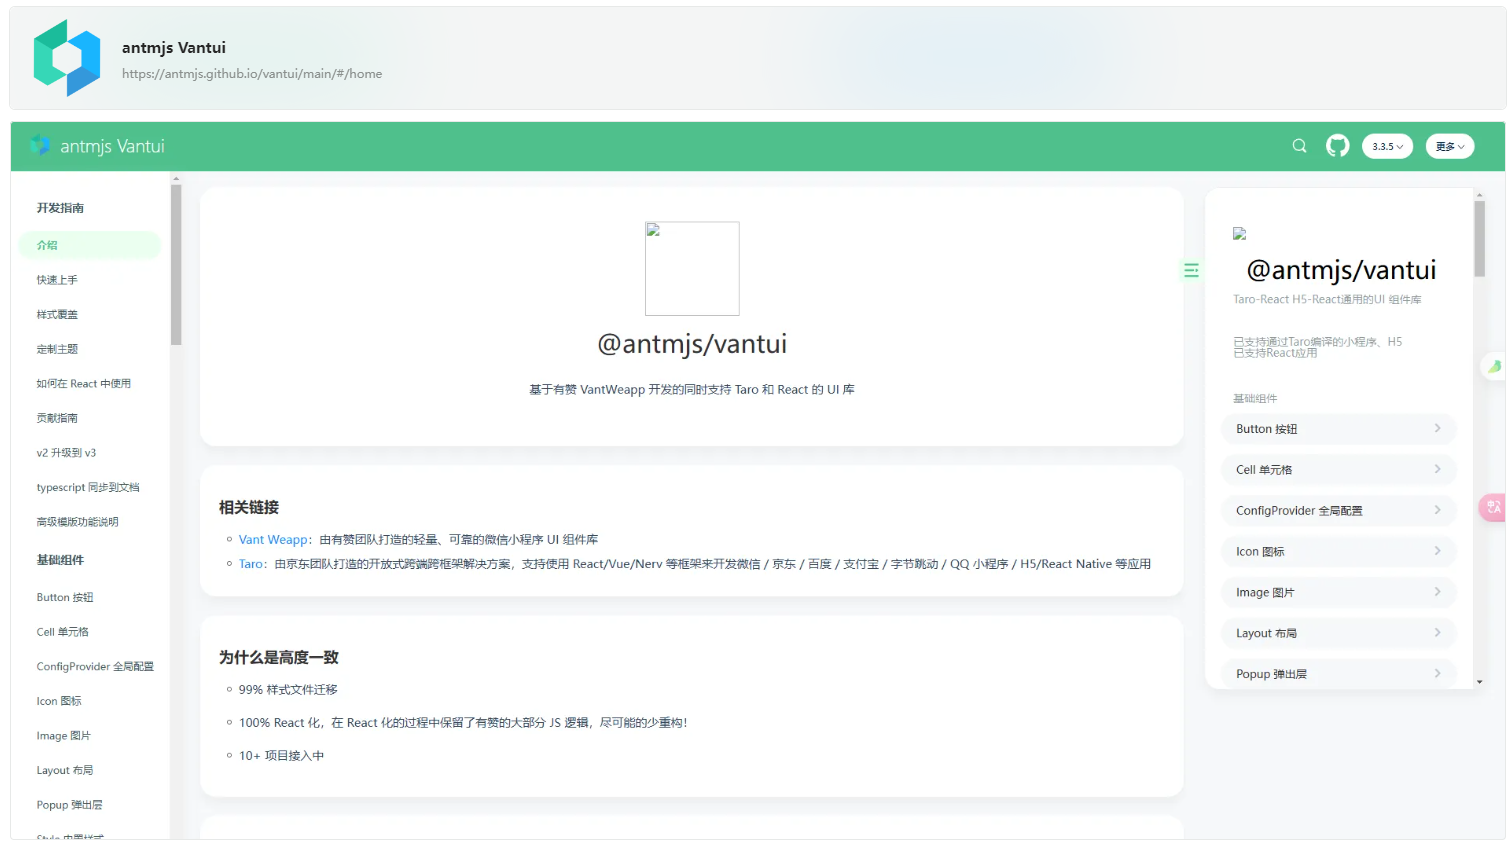 antmjs Vantui
https://antmjs.github.io/vantui/main/#/home
antmjs Vantui
3.3.5
更多
开发指南
介绍
快速上手
样式覆盖
定制主题
如何在 React 中使用
贡献指南
v2 升级到 v3
typescript 同步到文档
高级模版功能说明
基础组件
Button 按钮
Cell 单元格
ConfigProvider 全局配置
Icon 图标
Image 图片
Layout 布局
Popup 弹出层
Style 内置样式
@antmjs/vantui
基于有赞 VantWeapp 开发的同时支持 Taro 和 React 的 UI 库
相关链接
Vant Weapp：由有赞团队打造的轻量、可靠的微信小程序 UI 组件库
Taro：由京东团队打造的开放式跨端跨框架解决方案，支持使用 React/Vue/Nerv 等框架来开发微信 / 京东 / 百度 / 支付宝 / 字节跳动 / QQ 小程序 / H5/React Native 等应用
为什么是高度一致
99% 样式文件迁移
100% React 化，在 React 化的过程中保留了有赞的大部分 JS 逻辑，尽可能的少重构！
10+ 项目接入中
@antmjs/vantui
Taro-React H5-React通用的UI 组件库
已支持通过Taro编译的小程序、H5
已支持React应用
基础组件
Button 按钮
Cell 单元格
ConfigProvider 全局配置
Icon 图标
Image 图片
Layout 布局
Popup 弹出层